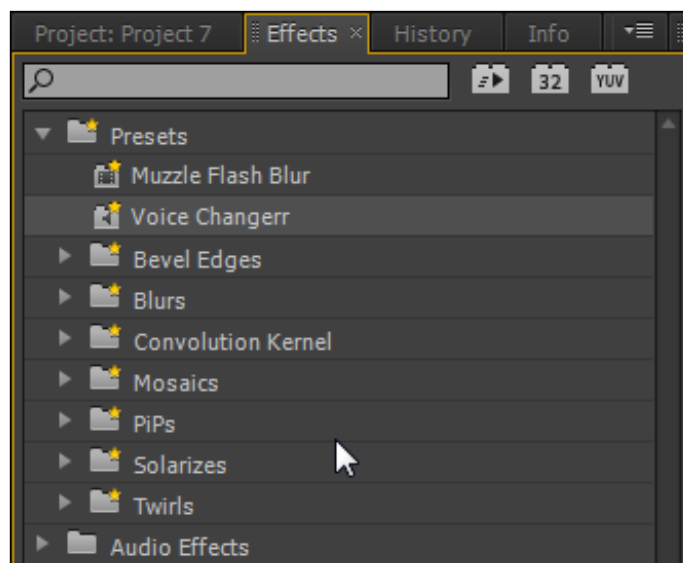 Project: Project 7 Effects × History Info
32 YUV
Presets
Muzzle Flash Blur
Voice Changerr
Bevel Edges
Blurs
Convolution Kernel
Mosaics
PiPs
Solarizes
Twirls
Audio Effects